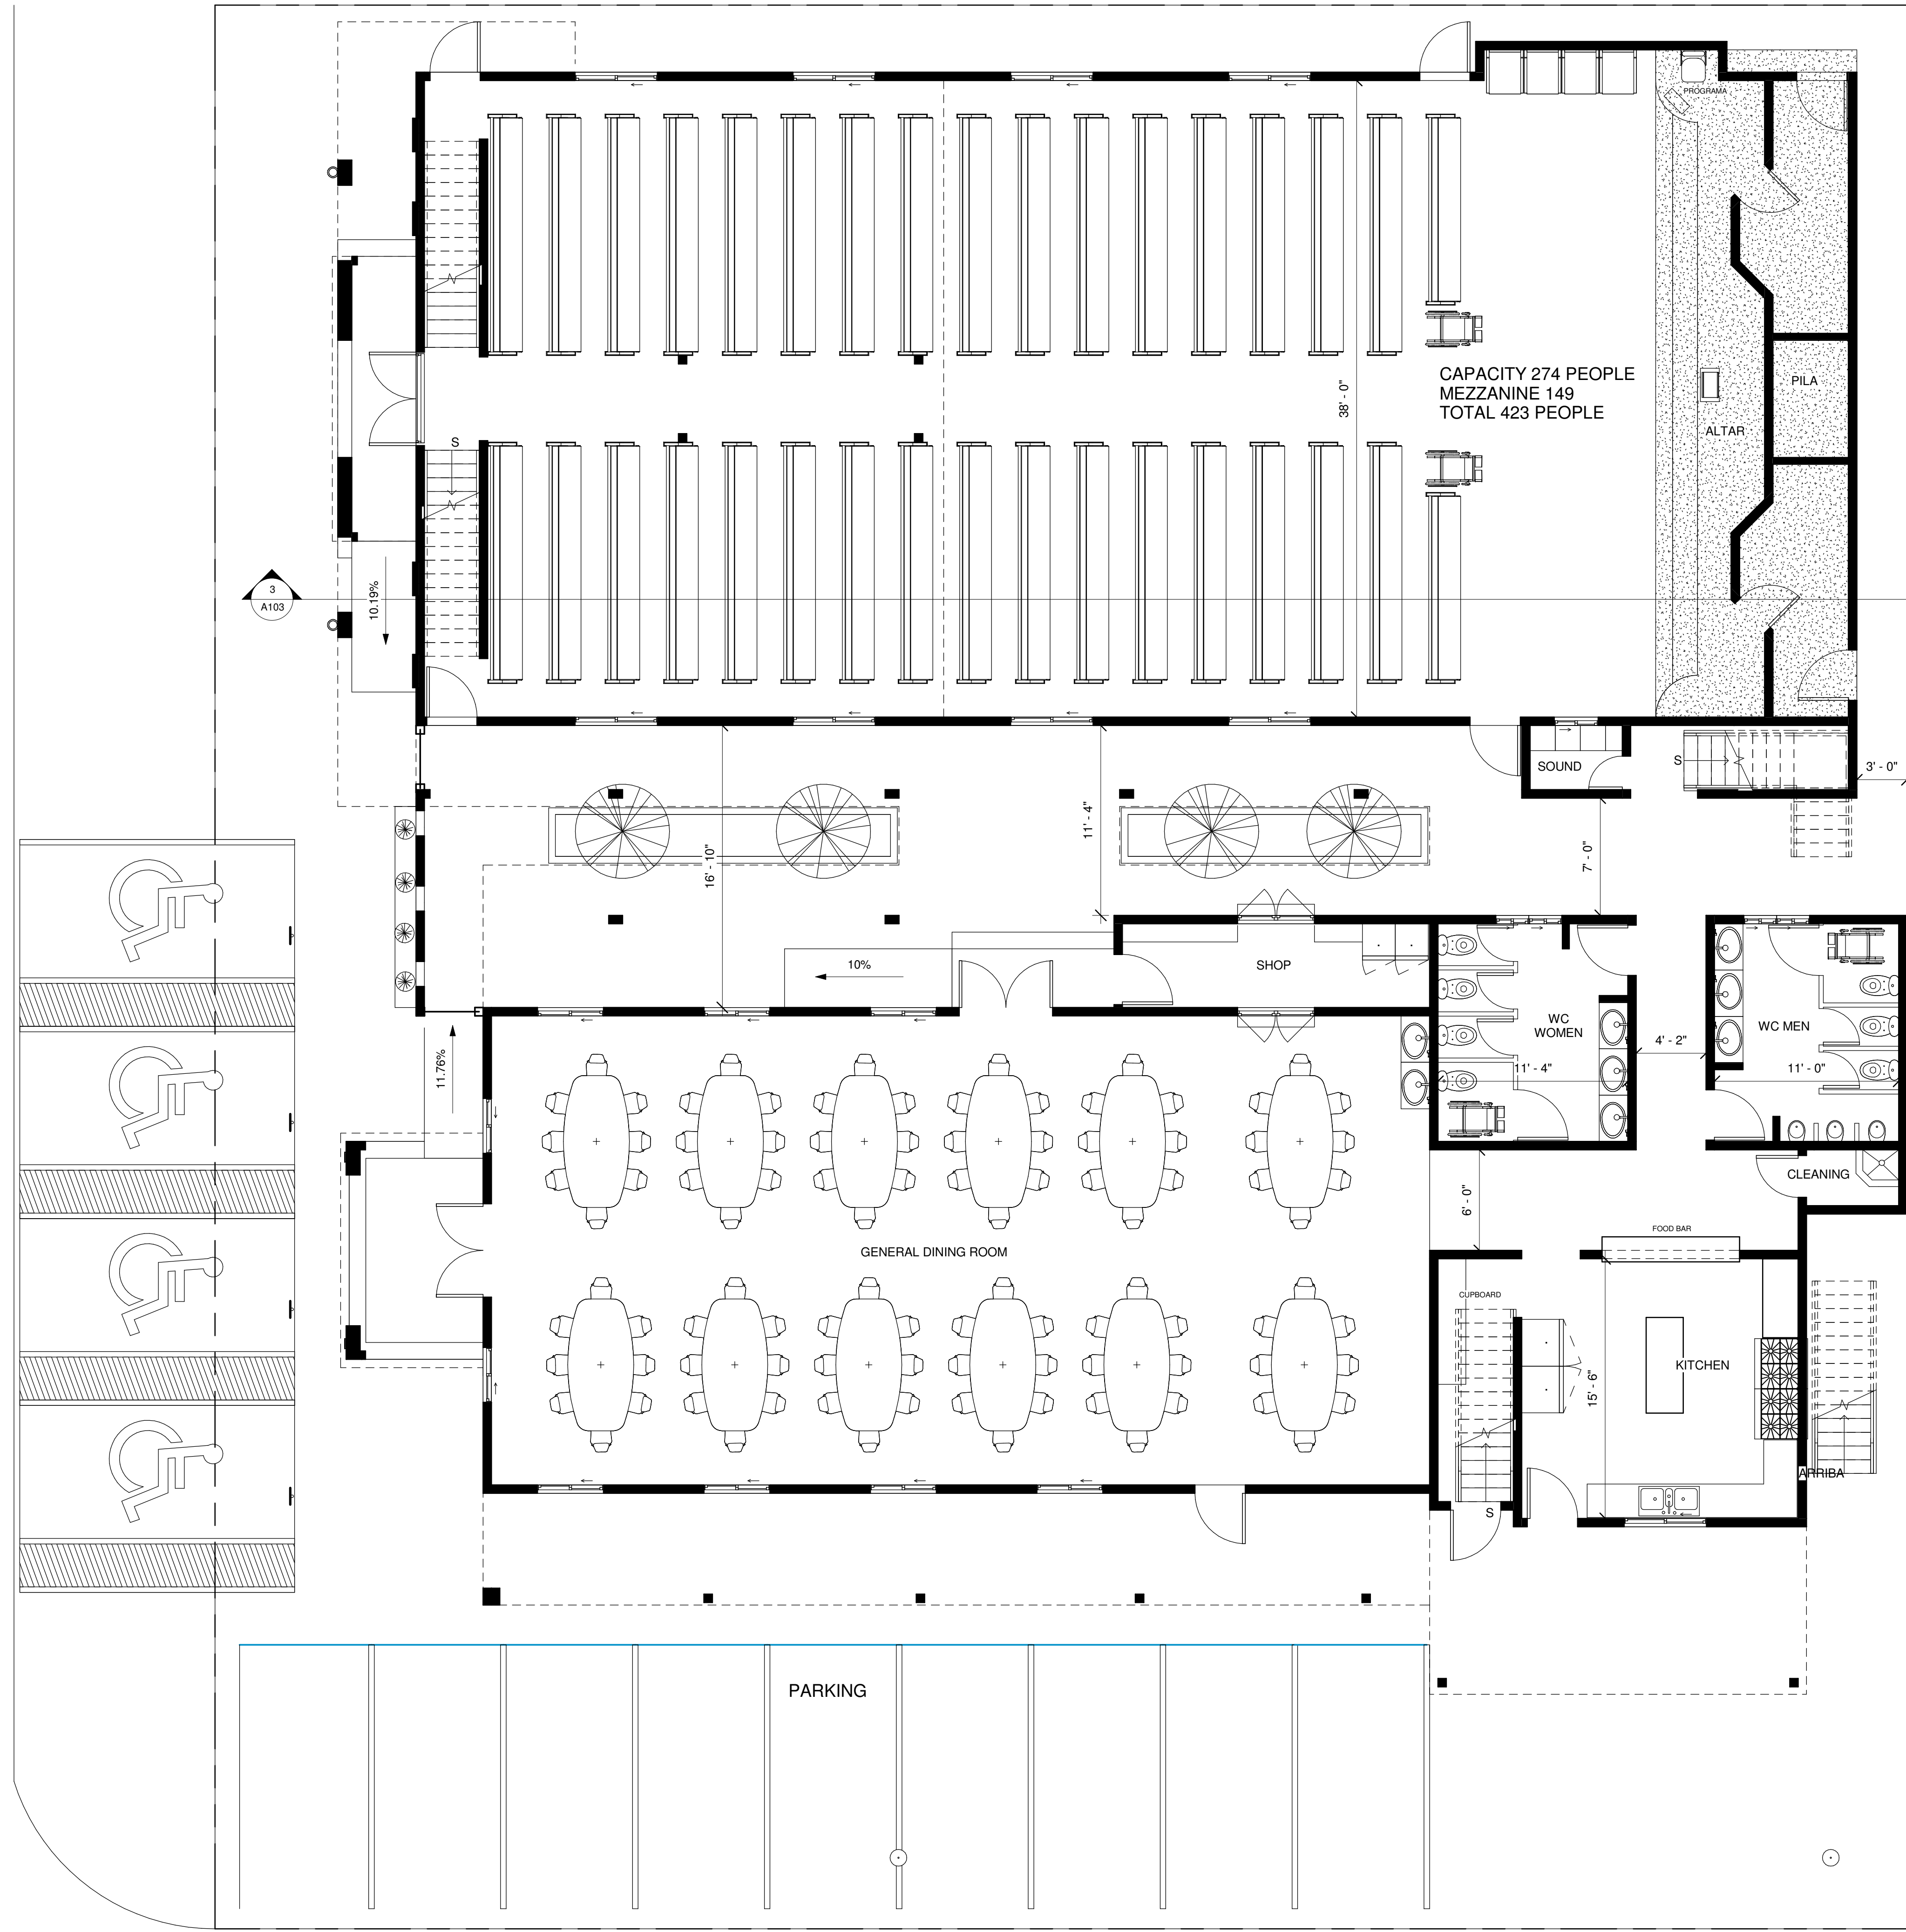 PROGRAMA
CAPACITY 274 PEOPLE
MEZZANINE 149
TOTAL 423 PEOPLE
38' - 0"
PILA
ALTAR
S
3
A103
10.19%
SOUND
S
3' - 0"
16' - 10"
11' - 4"
7' - 0"
10%
SHOP
WC
WOMEN
WC MEN
4' - 2"
11' - 4"
11' - 0"
11.76%
CLEANING
6' - 0"
FOOD BAR
GENERAL DINING ROOM
CUPBOARD
KITCHEN
15' - 6"
ARRIBA
S
PARKING